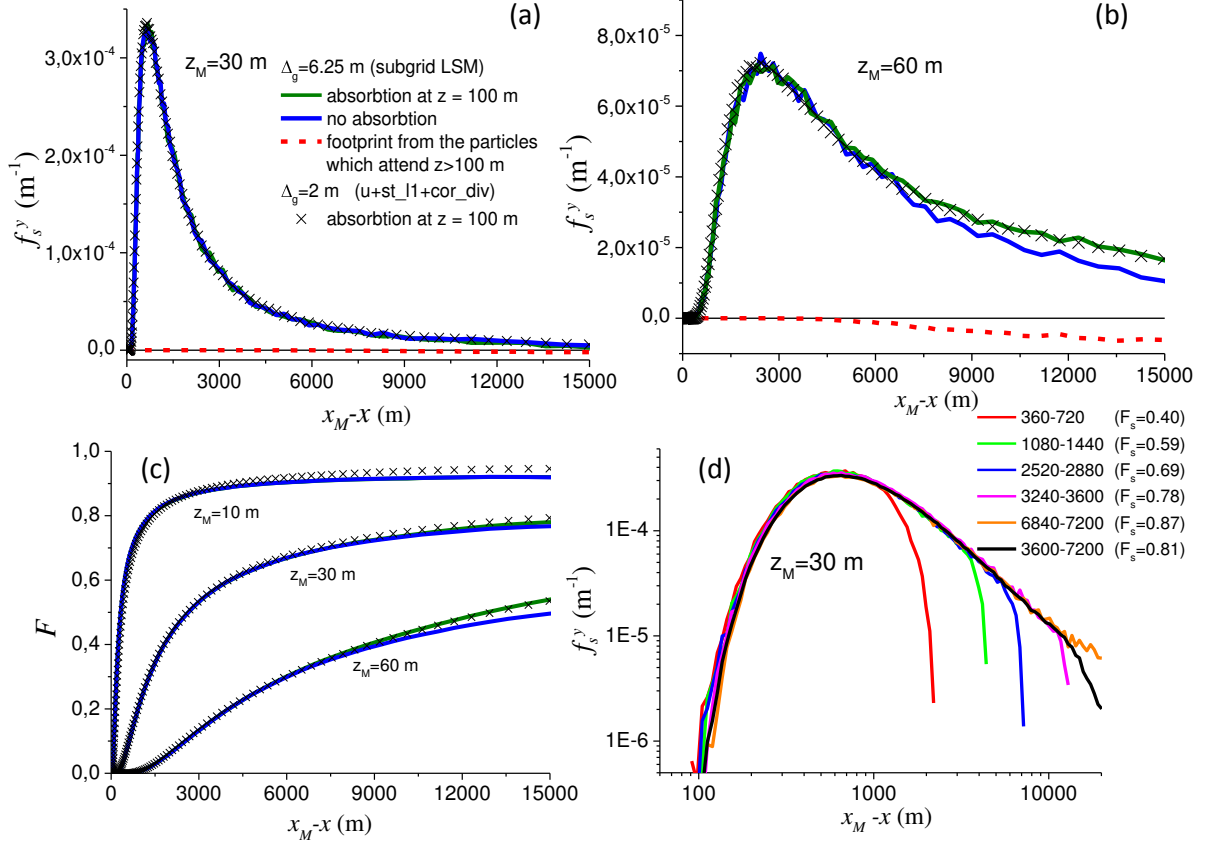 (a)
z_M=30 m
Δ_g=6.25 m (subgrid LSM)
absorbtion at z = 100 m
no absorbtion
footprint from the particles
which attend z>100 m
Δ_g=2 m (u+st_l1+cor_div)
absorbtion at z = 100 m
3,0x10⁻⁴
2,0x10⁻⁴
1,0x10⁻⁴
0,0
f_s^y (m⁻¹)
0 3000 6000 9000 12000 15000
x_M-x (m)
(b)
z_M=60 m
8,0x10⁻⁵
6,0x10⁻⁵
4,0x10⁻⁵
2,0x10⁻⁵
0,0
f_s^y (m⁻¹)
0 3000 6000 9000 12000 15000
x_M-x (m)
(c)
1,0
0,8
0,6
0,4
0,2
0,0
F
z_M=10 m
z_M=30 m
z_M=60 m
0 3000 6000 9000 12000 15000
x_M-x (m)
(d)
360-720 (F_s=0.40)
1080-1440 (F_s=0.59)
2520-2880 (F_s=0.69)
3240-3600 (F_s=0.78)
6840-7200 (F_s=0.87)
3600-7200 (F_s=0.81)
z_M=30 m
1E-4
1E-5
1E-6
f_s^y (m⁻¹)
100 1000 10000
x_M -x (m)